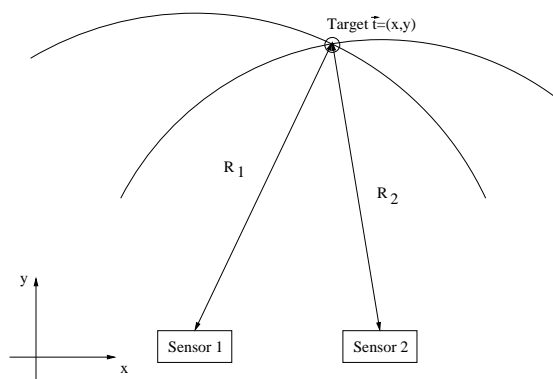 Target t⃗=(x,y)
R 1
R 2
y
Sensor 1
Sensor 2
x